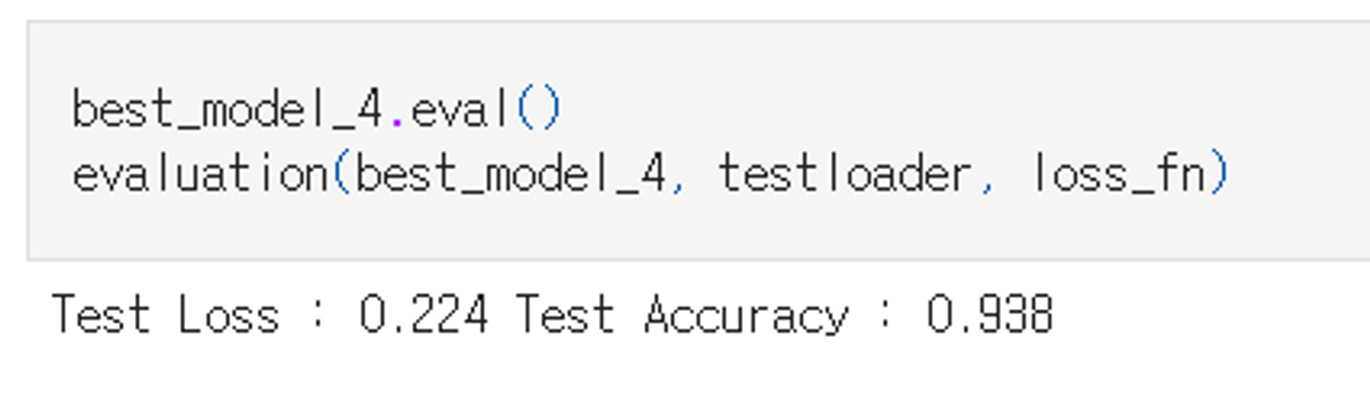 best_model_4.eval()
evaluation(best_model_4, testloader, loss_fn)
Test Loss : 0.224 Test Accuracy : 0.938